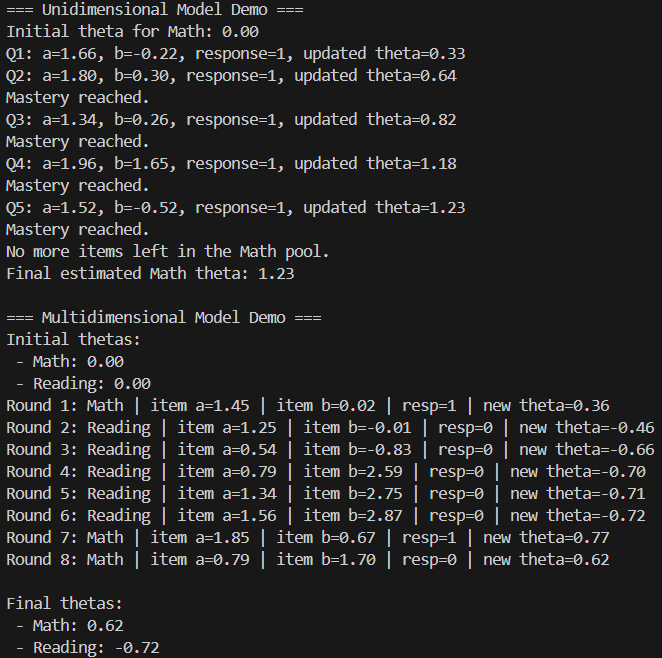 === Unidimensional Model Demo ===
Initial theta for Math: 0.00
Q1: a=1.66, b=-0.22, response=1, updated theta=0.33
Q2: a=1.80, b=0.30, response=1, updated theta=0.64
Mastery reached.
Q3: a=1.34, b=0.26, response=1, updated theta=0.82
Mastery reached.
Q4: a=1.96, b=1.65, response=1, updated theta=1.18
Mastery reached.
Q5: a=1.52, b=-0.52, response=1, updated theta=1.23
Mastery reached.
No more items left in the Math pool.
Final estimated Math theta: 1.23

=== Multidimensional Model Demo ===
Initial thetas:
 - Math: 0.00
 - Reading: 0.00
Round 1: Math | item a=1.45 | item b=0.02 | resp=1 | new theta=0.36
Round 2: Reading | item a=1.25 | item b=-0.01 | resp=0 | new theta=-0.46
Round 3: Reading | item a=0.54 | item b=-0.83 | resp=0 | new theta=-0.66
Round 4: Reading | item a=0.79 | item b=2.59 | resp=0 | new theta=-0.70
Round 5: Reading | item a=1.34 | item b=2.75 | resp=0 | new theta=-0.71
Round 6: Reading | item a=1.56 | item b=2.87 | resp=0 | new theta=-0.72
Round 7: Math | item a=1.85 | item b=0.67 | resp=1 | new theta=0.77
Round 8: Math | item a=0.79 | item b=1.70 | resp=0 | new theta=0.62

Final thetas:
 - Math: 0.62
 - Reading: -0.72